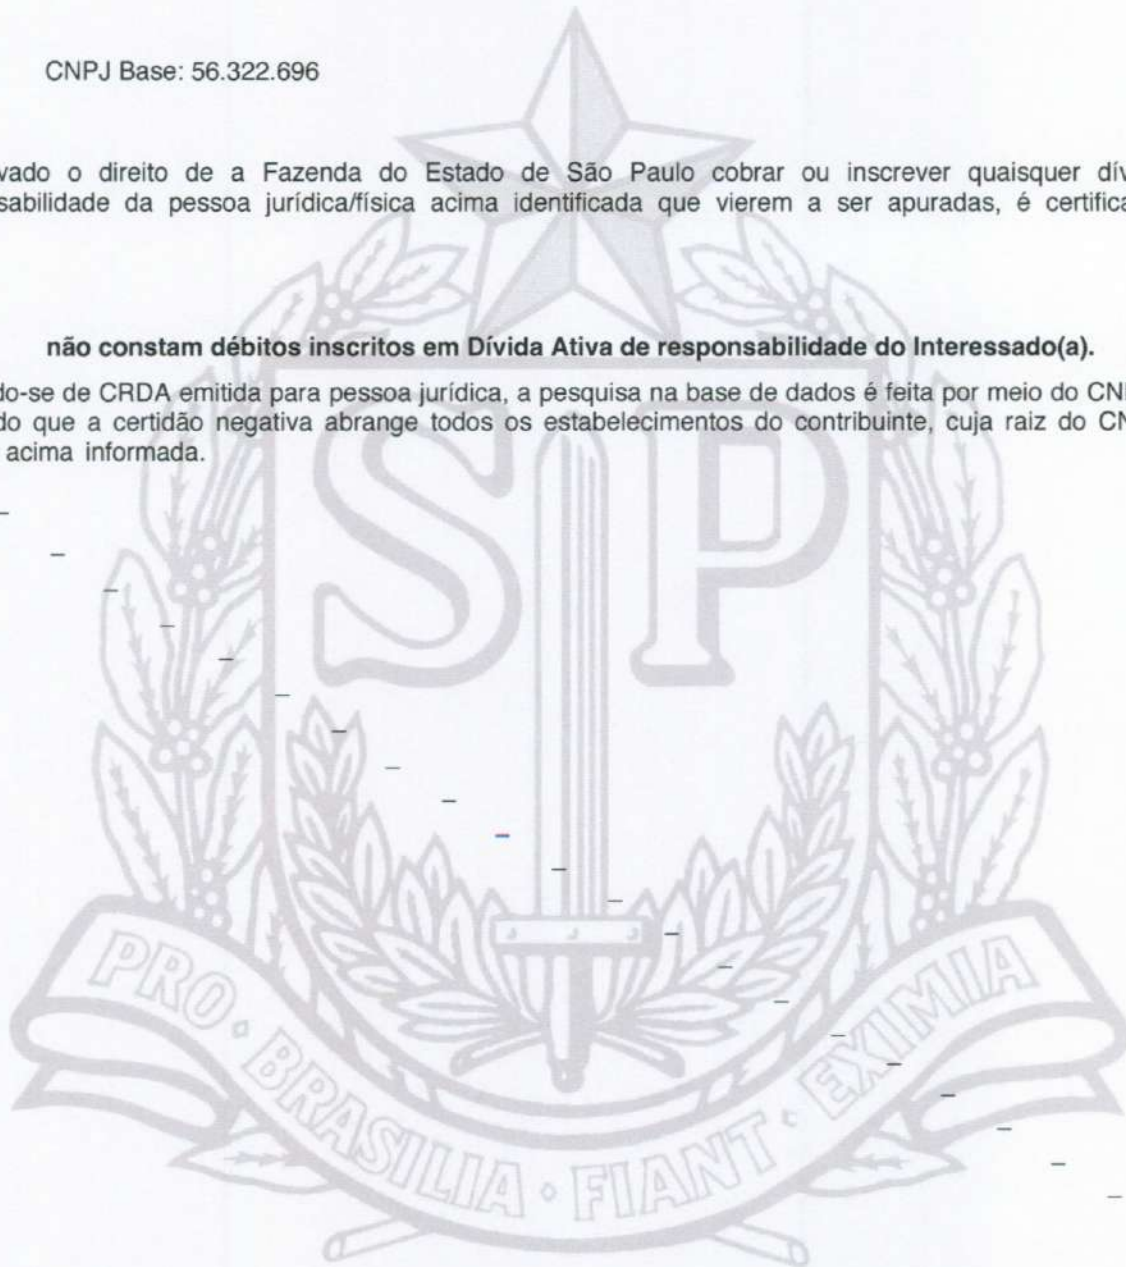 CNPJ Base: 56.322.696
vado o direito de a Fazenda do Estado de São Paulo cobrar ou inscrever quaisquer dív
sabilidade da pessoa jurídica/física acima identificada que vierem a ser apuradas, é certifica
não constam débitos inscritos em Dívida Ativa de responsabilidade do Interessado(a).
do-se de CRDA emitida para pessoa jurídica, a pesquisa na base de dados é feita por meio do CN
do que a certidão negativa abrange todos os estabelecimentos do contribuinte, cuja raiz do CN
acima informada.
SP
PRO · BRASILIA · FIANT · EXIMIA